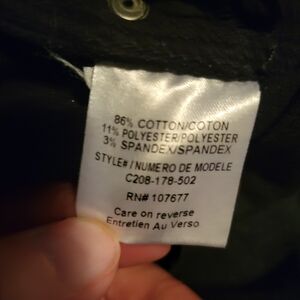 86% COTTON/COTON
11% POLYESTER/POLYESTER
3% SPANDEX/SPANDEX
STYLE# / NUMERO DE MODELE
C208-178-502
RN# 107677
Care on reverse
Entretien Au Verso